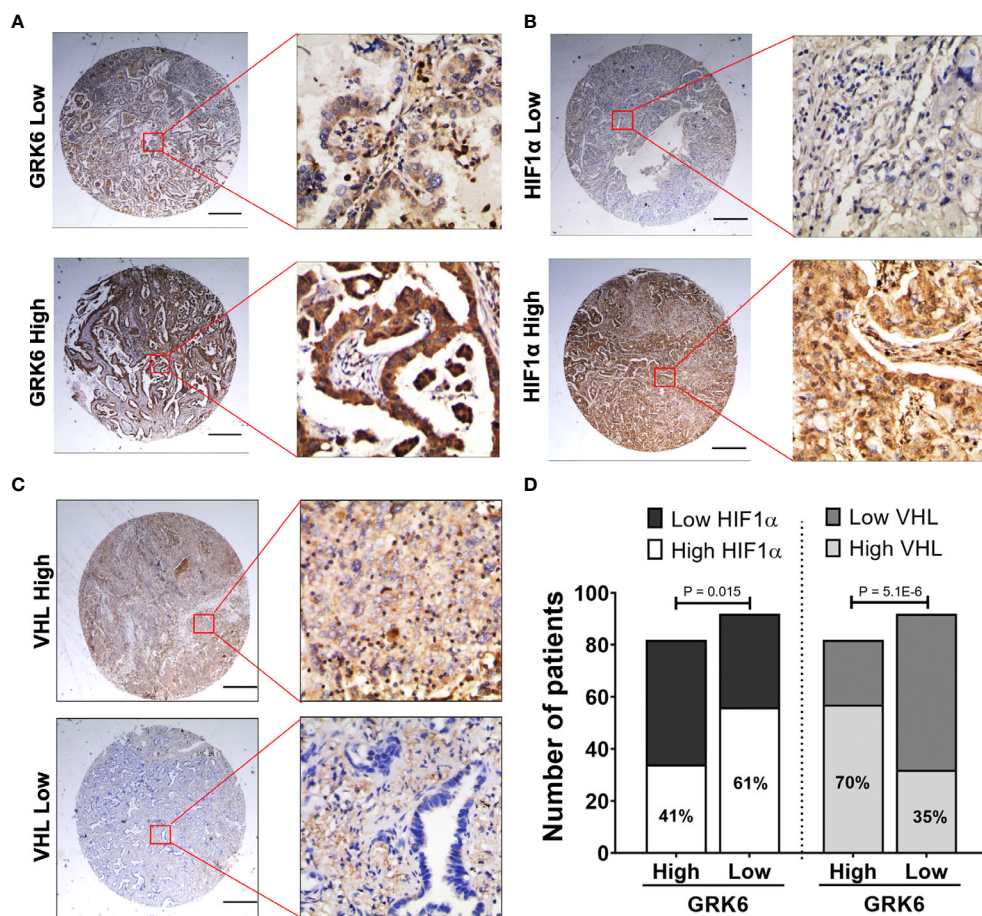 A
GRK6 Low
GRK6 High
B
HIF1α Low
HIF1α High
C
VHL High
VHL Low
D
Low HIF1α
High HIF1α
Low VHL
High VHL
P = 0.015
P = 5.1E-6
Number of patients
100
80
60
40
20
0
41%
61%
70%
35%
High Low High Low
GRK6 GRK6